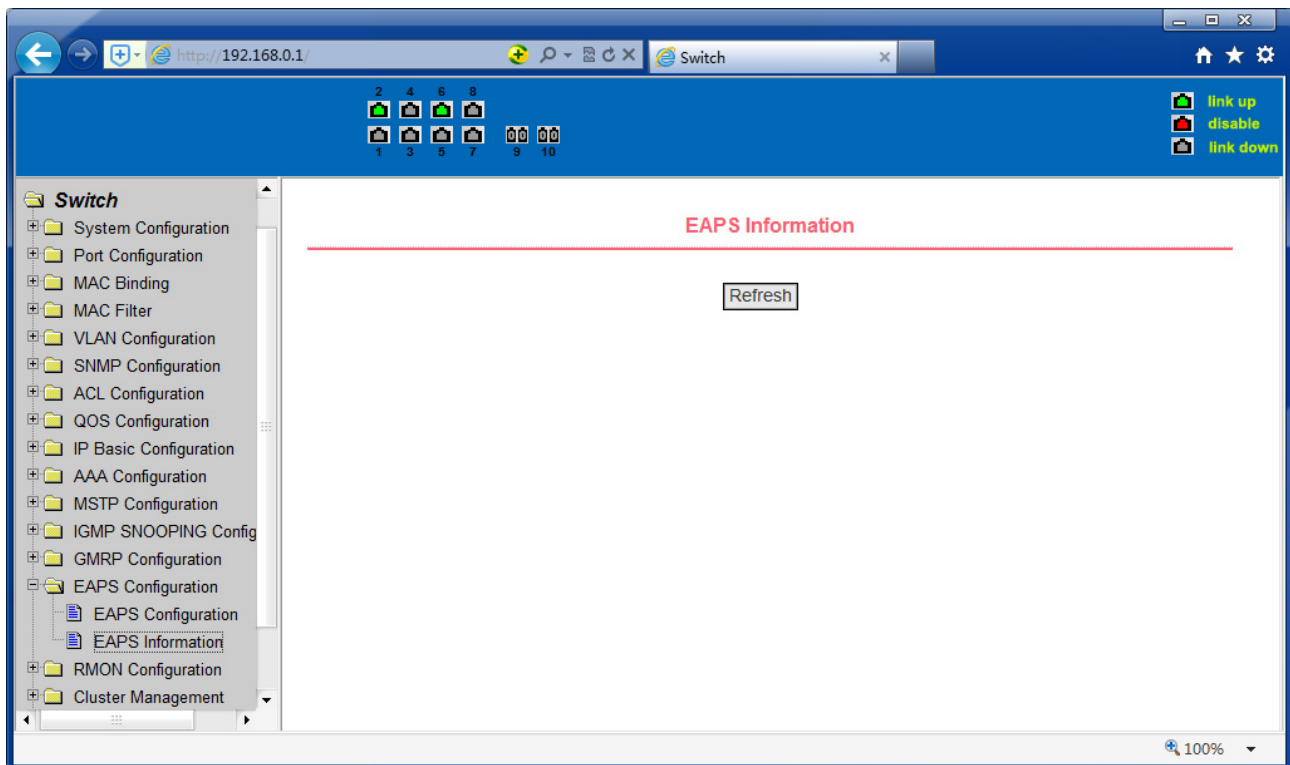 http://192.168.0.1/
Switch
2 4 6 8
1 3 5 7 9 10
link up
disable
link down
Switch
System Configuration
Port Configuration
MAC Binding
MAC Filter
VLAN Configuration
SNMP Configuration
ACL Configuration
QOS Configuration
IP Basic Configuration
AAA Configuration
MSTP Configuration
IGMP SNOOPING Config
GMRP Configuration
EAPS Configuration
EAPS Configuration
EAPS Information
RMON Configuration
Cluster Management
EAPS Information
Refresh
100%